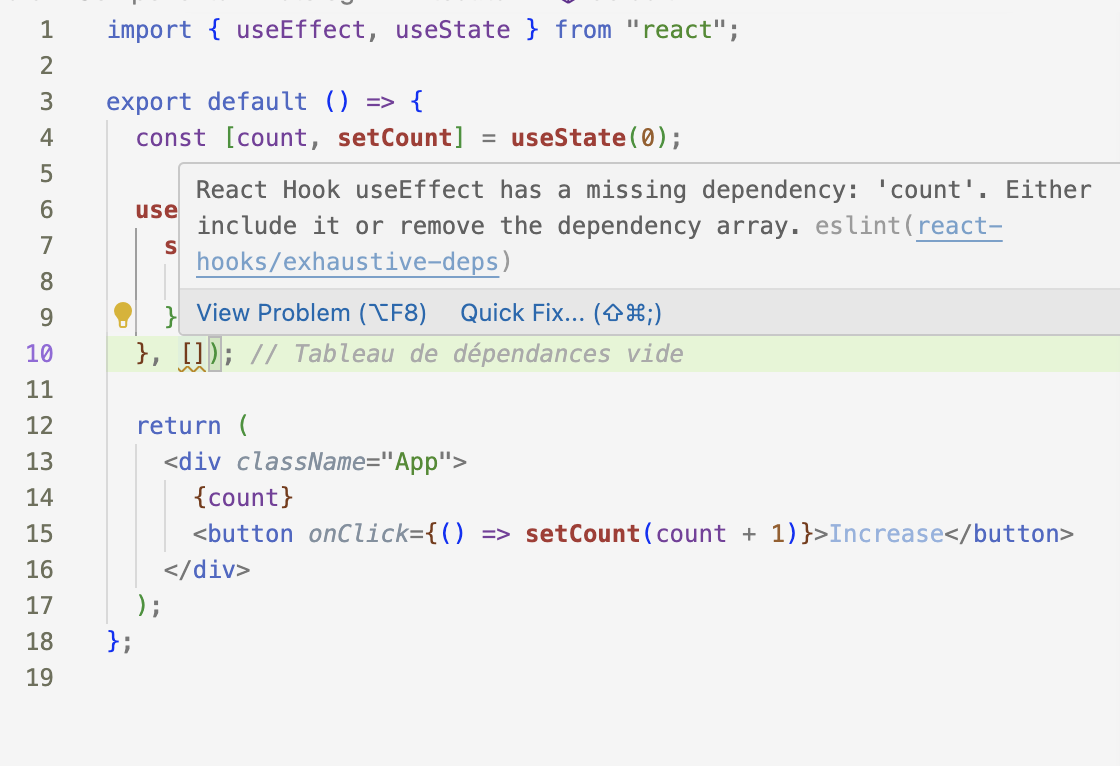 1 import { useEffect, useState } from "react";
2
3 export default () => {
4 const [count, setCount] = useState(0);
5
6 use
7 s
8
9 }
10 }, []); // Tableau de dépendances vide
11
12 return (
13 <div className="App">
14 {count}
15 <button onClick={() => setCount(count + 1)}>Increase</button>
16 </div>
17 );
18 };
19
React Hook useEffect has a missing dependency: 'count'. Either
include it or remove the dependency array. eslint(react-
hooks/exhaustive-deps)
View Problem (⌥F8) Quick Fix... (⇧⌘;)